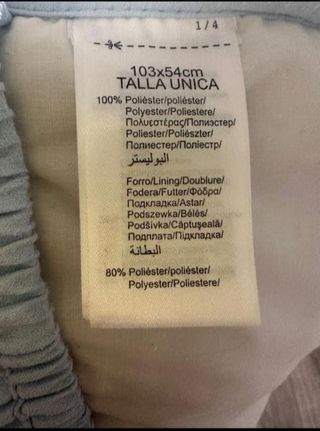 1/4
103x54cm
TALLA UNICA
100% Poliéster/poliéster/
Polyester/Poliestere/
Πολυεστέρας/Полиэстер/
Poliester/Poliészter/
Полиестер/Поліестр/
البوليستر
Forro/Lining/Doublure/
Fodera/Futter/Φόδρα/
Подкладка/Astar/
Podszewka/Bélés/
Podšívka/Căptuşeală/
Подплата/Підкладка/
البطانة
80% Poliéster/poliéster/
Polyester/Poliestere/